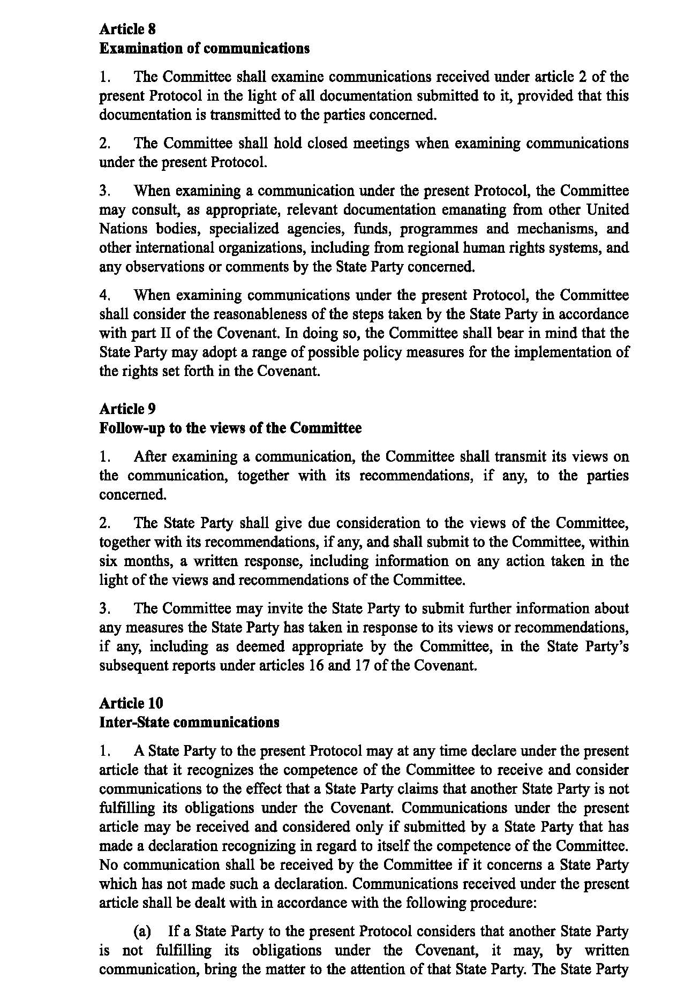 Article 8
Examination of communications
1. The Committee shall examine communications received under article 2 of the
present Protocol in the light of all documentation submitted to it, provided that this
documentation is transmitted to the parties concerned.
2. The Committee shall hold closed meetings when examining communications
under the present Protocol.
3. When examining a communication under the present Protocol, the Committee
may consult, as appropriate, relevant documentation emanating from other United
Nations bodies, specialized agencies, funds, programmes and mechanisms, and
other international organizations, including from regional human rights systems, and
any observations or comments by the State Party concerned.
4. When examining communications under the present Protocol, the Committee
shall consider the reasonableness of the steps taken by the State Party in accordance
with part II of the Covenant. In doing so, the Committee shall bear in mind that the
State Party may adopt a range of possible policy measures for the implementation of
the rights set forth in the Covenant.
Article 9
Follow-up to the views of the Committee
1. After examining a communication, the Committee shall transmit its views on
the communication, together with its recommendations, if any, to the parties
concerned.
2. The State Party shall give due consideration to the views of the Committee,
together with its recommendations, if any, and shall submit to the Committee, within
six months, a written response, including information on any action taken in the
light of the views and recommendations of the Committee.
3. The Committee may invite the State Party to submit further information about
any measures the State Party has taken in response to its views or recommendations,
if any, including as deemed appropriate by the Committee, in the State Party’s
subsequent reports under articles 16 and 17 of the Covenant.
Article 10
Inter-State communications
1. A State Party to the present Protocol may at any time declare under the present
article that it recognizes the competence of the Committee to receive and consider
communications to the effect that a State Party claims that another State Party is not
fulfilling its obligations under the Covenant. Communications under the present
article may be received and considered only if submitted by a State Party that has
made a declaration recognizing in regard to itself the competence of the Committee.
No communication shall be received by the Committee if it concerns a State Party
which has not made such a declaration. Communications received under the present
article shall be dealt with in accordance with the following procedure:
(a) If a State Party to the present Protocol considers that another State Party
is not fulfilling its obligations under the Covenant, it may, by written
communication, bring the matter to the attention of that State Party. The State Party